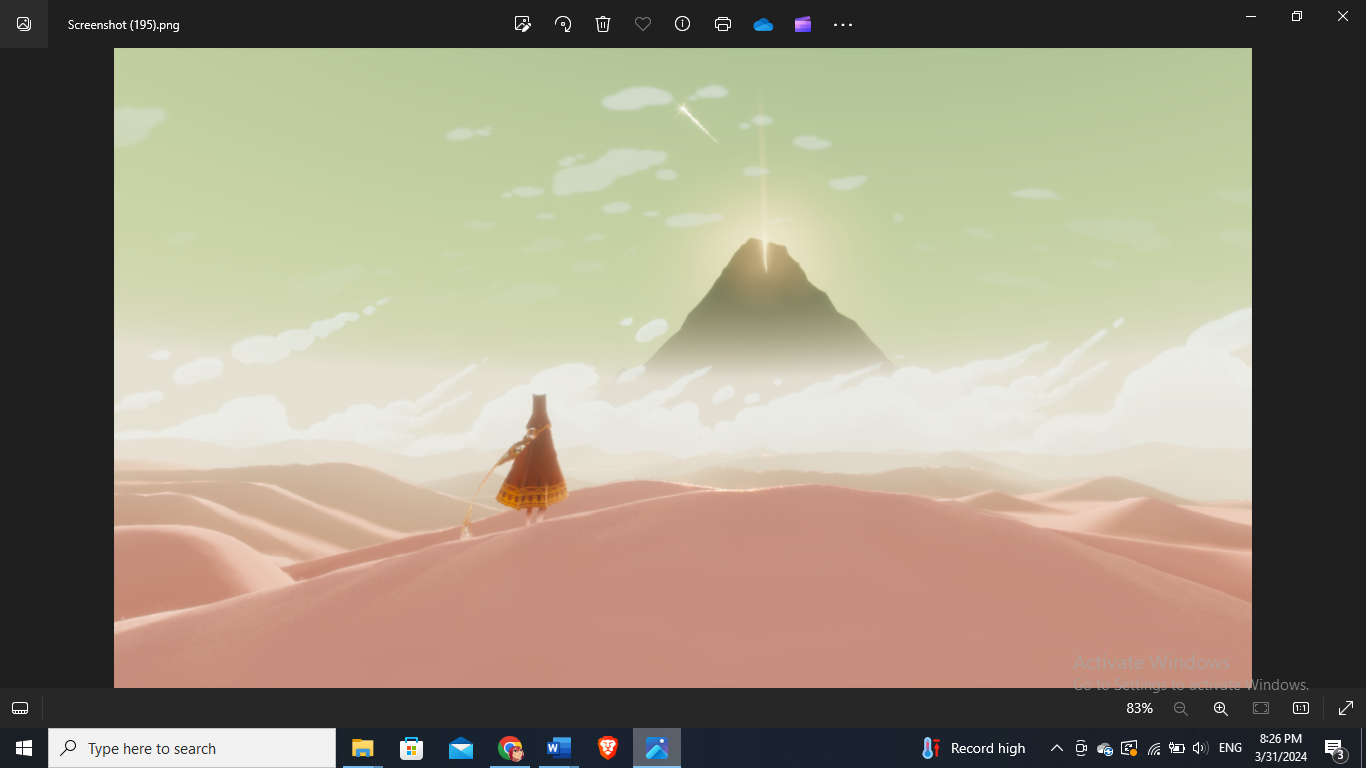 Screenshot (195).png
Activate Windows
Go to Settings to activate Windows.
83%
1:1
Type here to search
W
Record high
ENG
8:26 PM
3/31/2024
3